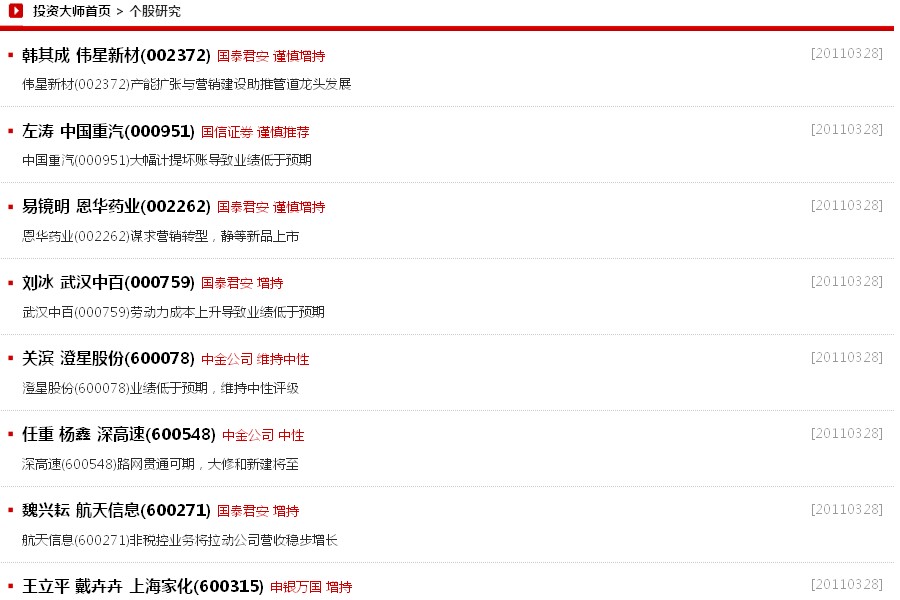 投资大师首页 > 个股研究
韩其成 伟星新材(002372) 国泰君安 谨慎增持 [20110328]
伟星新材(002372)产能扩张与营销建设助推管道龙头发展
左涛 中国重汽(000951) 国信证券 谨慎推荐 [20110328]
中国重汽(000951)大幅计提坏账导致业绩低于预期
易镜明 恩华药业(002262) 国泰君安 谨慎增持 [20110328]
恩华药业(002262)谋求营销转型，静等新品上市
刘冰 武汉中百(000759) 国泰君安 增持 [20110328]
武汉中百(000759)劳动力成本上升导致业绩低于预期
关滨 澄星股份(600078) 中金公司 维持中性 [20110328]
澄星股份(600078)业绩低于预期，维持中性评级
任重 杨鑫 深高速(600548) 中金公司 中性 [20110328]
深高速(600548)路网贯通可期，大修和新建将至
魏兴耘 航天信息(600271) 国泰君安 增持 [20110328]
航天信息(600271)非税控业务将拉动公司营收稳步增长
王立平 戴卉卉 上海家化(600315) 申银万国 增持 [20110328]